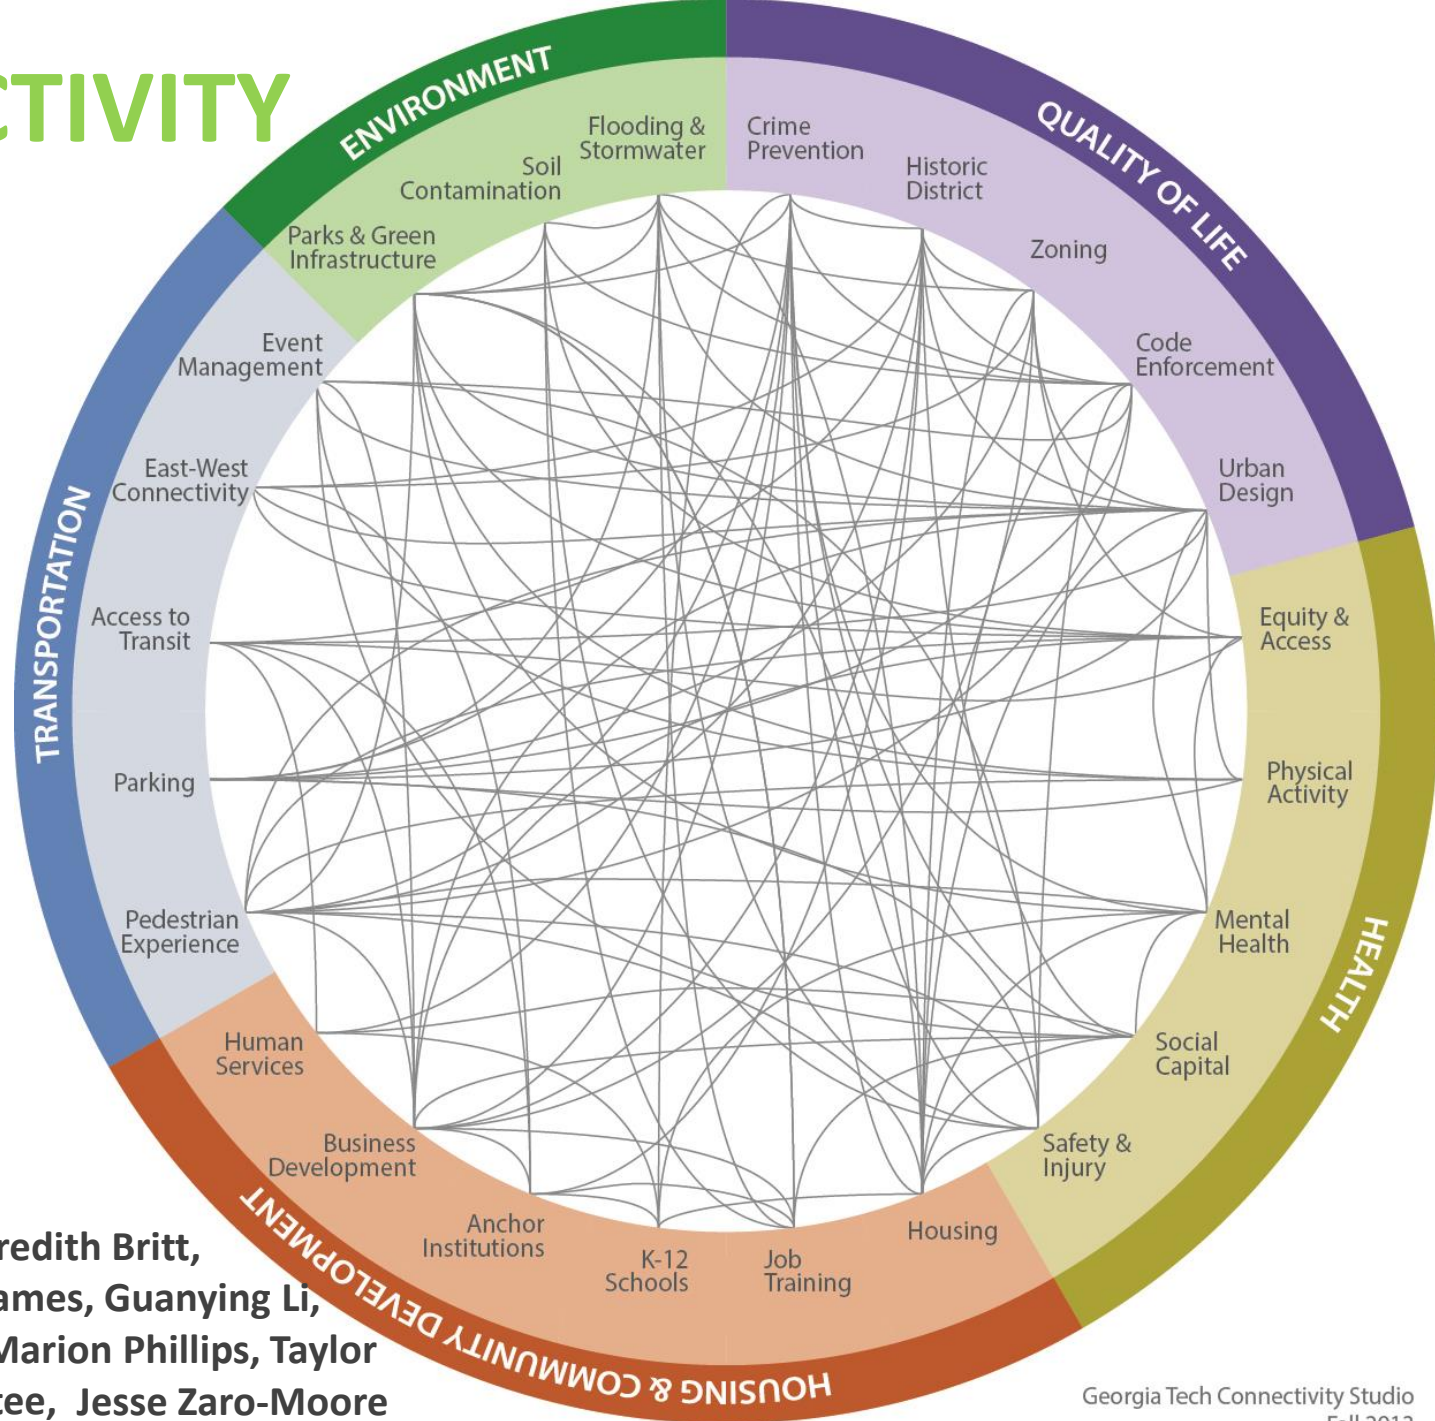 CTIVITY
ENVIRONMENT
Flooding &
Stormwater
Soil
Contamination
Parks & Green
Infrastructure
QUALITY OF LIFE
Crime
Prevention
Historic
District
Zoning
Code
Enforcement
Urban
Design
HEALTH
Equity &
Access
Physical
Activity
Mental
Health
Social
Capital
Safety &
Injury
TRANSPORTATION
Event
Management
East-West
Connectivity
Access to
Transit
Parking
Pedestrian
Experience
HOUSING & COMMUNITY DEVELOPMENT
Human
Services
Business
Development
Anchor
Institutions
K-12
Schools
Job
Training
Housing
redith Britt,
ames, Guanying Li,
Marion Phillips, Taylor
tee, Jesse Zaro-Moore
Georgia Tech Connectivity Studio